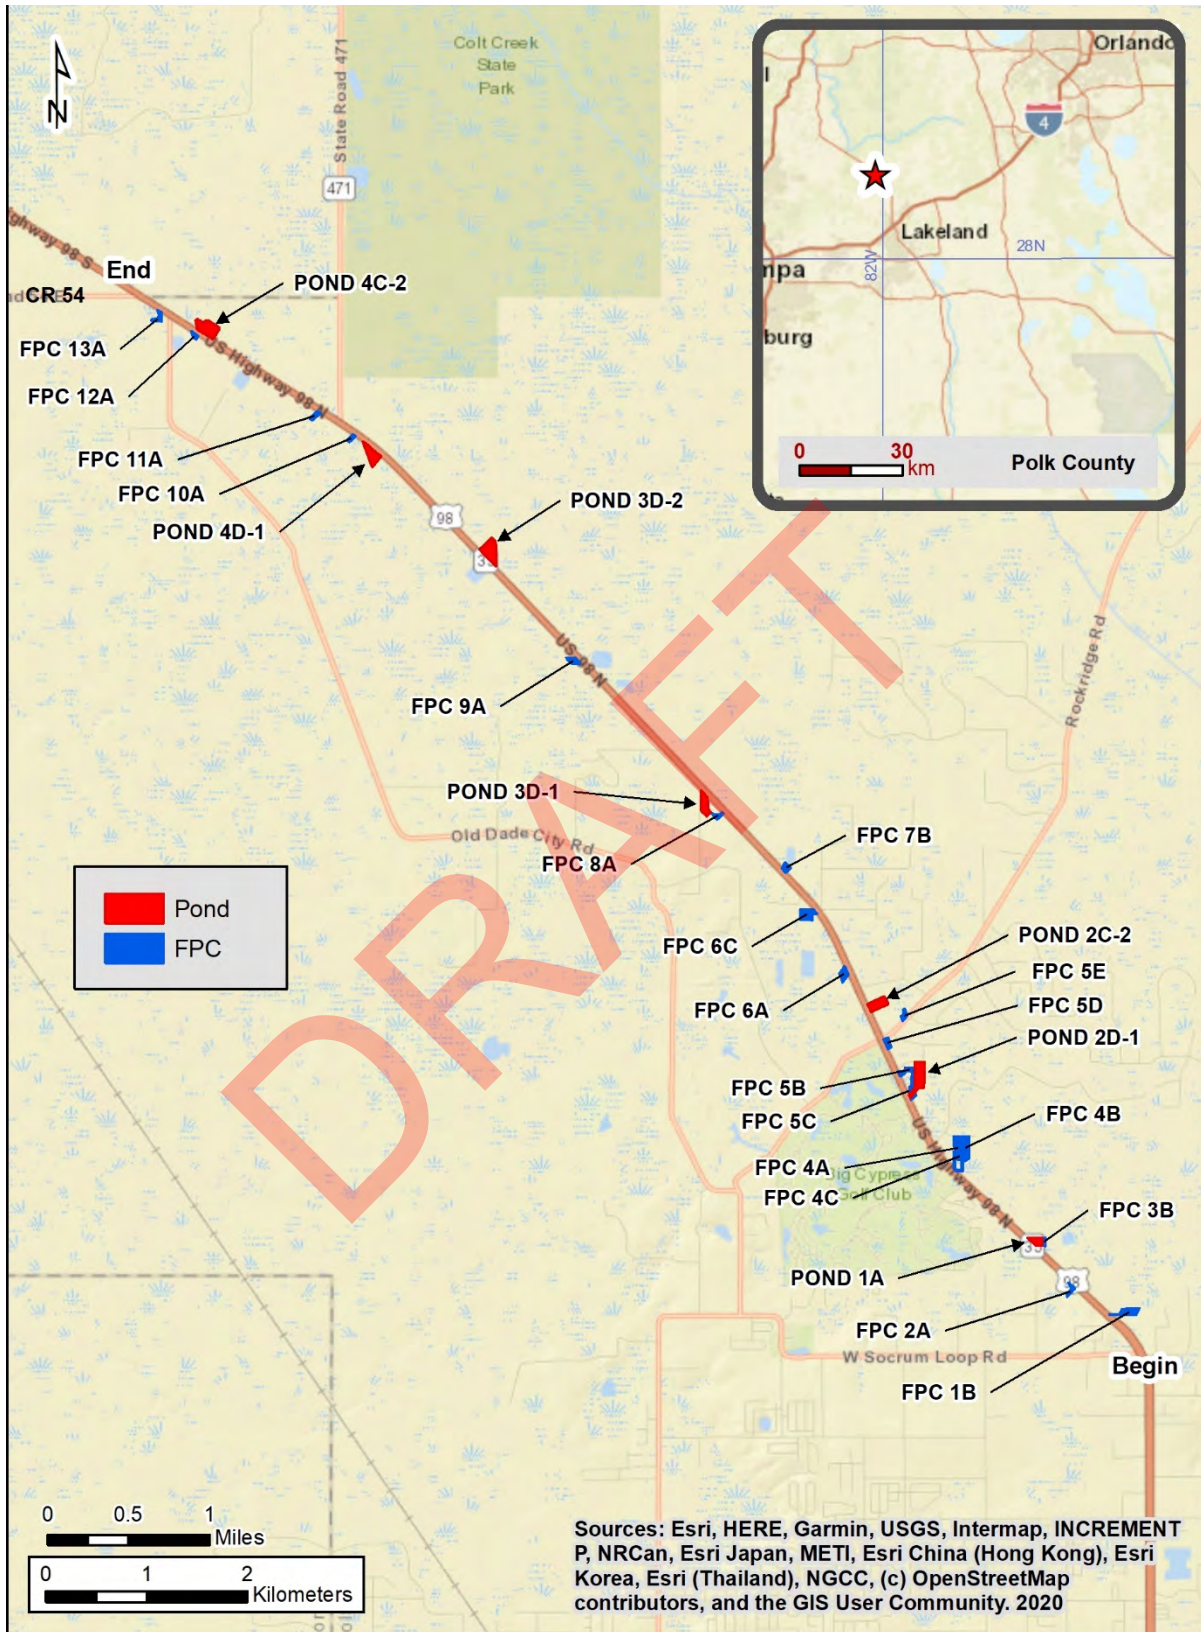 Colt Creek
State
Park
N
State Road 471
471
Orlando
4
Lakeland
28N
82W
mpa
burg
0 30
km
Polk County
ighway 98 S
End
CR 54
POND 4C-2
FPC 13A
FPC 12A
US Highway 98 N
FPC 11A
FPC 10A
POND 4D-1
98
POND 3D-2
US 98 N
FPC 9A
Rockridge Rd
POND 3D-1
Old Dade City Rd
FPC 8A
FPC 7B
Pond
FPC
FPC 6C
POND 2C-2
FPC 5E
FPC 6A
FPC 5D
POND 2D-1
FPC 5B
FPC 5C
FPC 4B
US Highway 98 N
FPC 4A
Big Cypress
Golf Club
FPC 4C
FPC 3B
POND 1A
98
FPC 2A
W Socrum Loop Rd
Begin
FPC 1B
DRAFT
0 0.5 1
Miles
0 1 2
Kilometers
Sources: Esri, HERE, Garmin, USGS, Intermap, INCREMENT
P, NRCan, Esri Japan, METI, Esri China (Hong Kong), Esri
Korea, Esri (Thailand), NGCC, (c) OpenStreetMap
contributors, and the GIS User Community. 2020